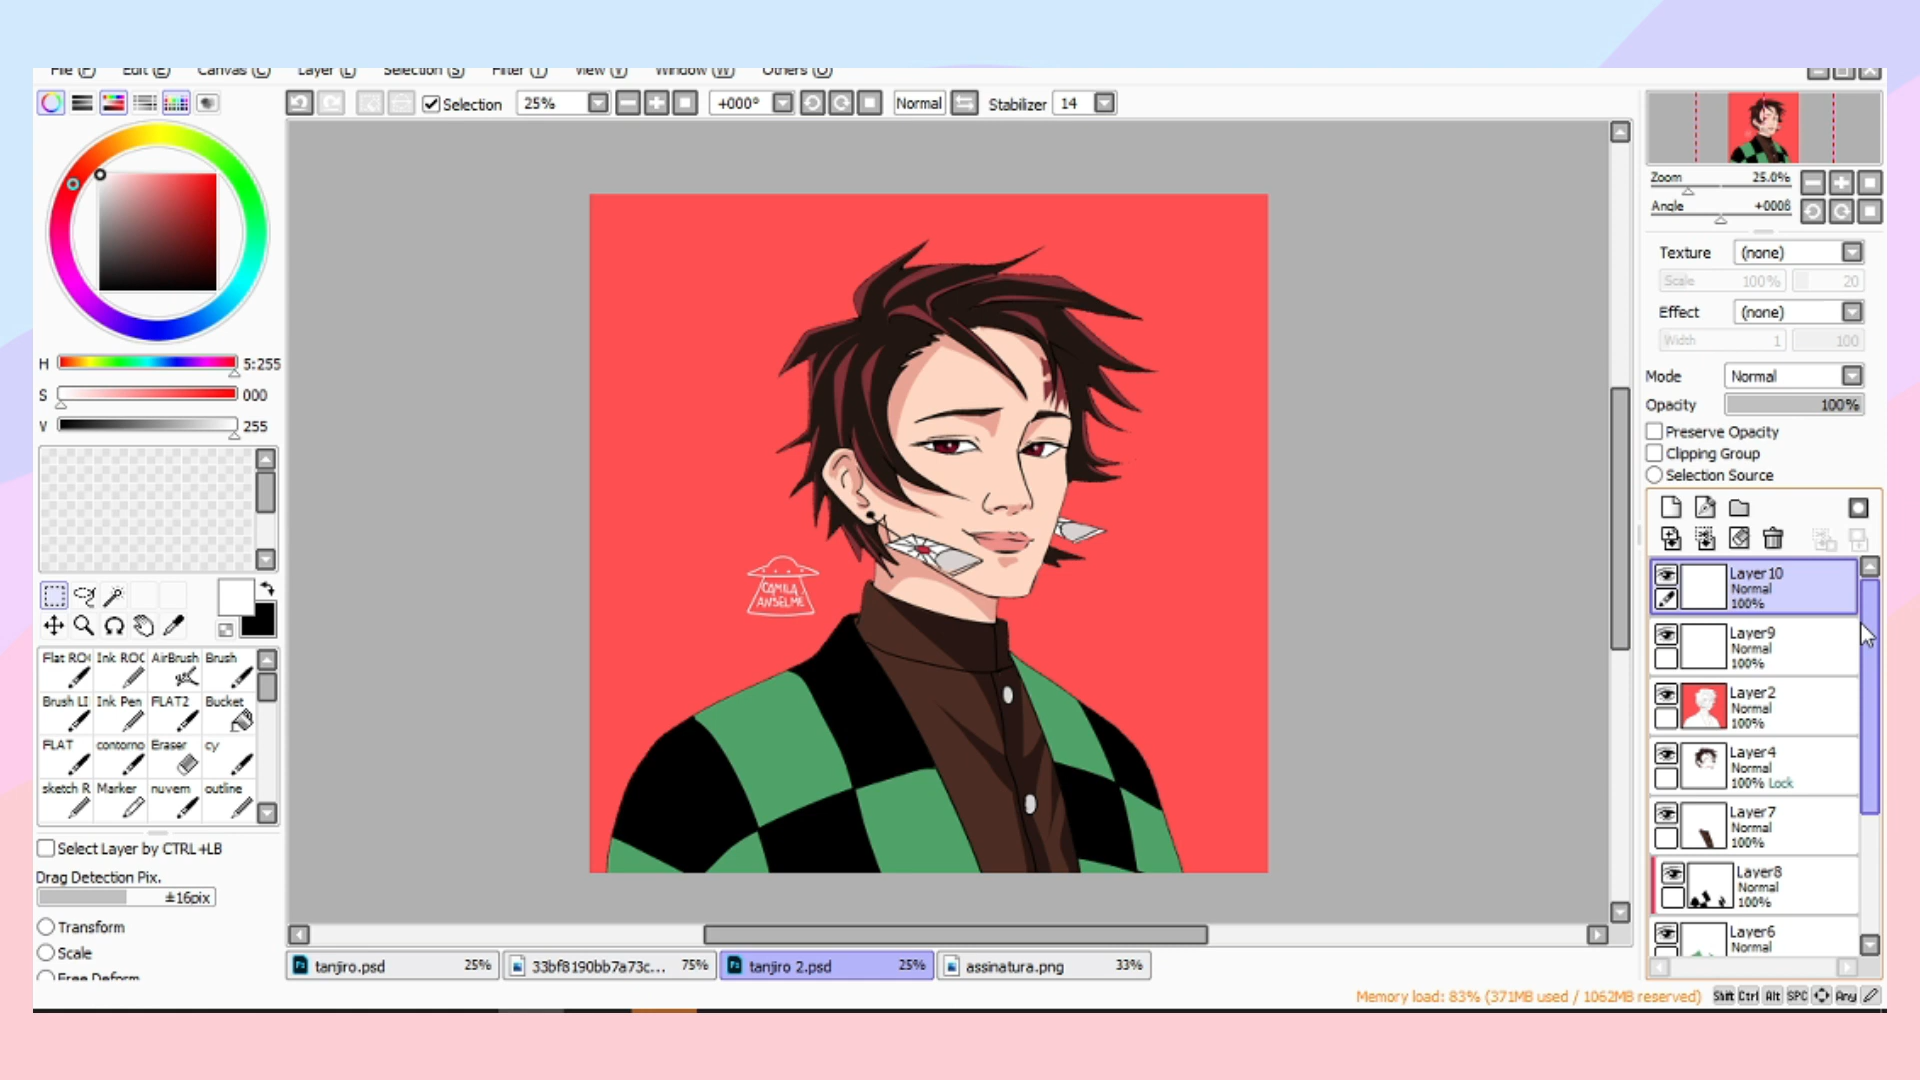 File (F) Edit (E) Canvas (C) Layer (L) Selection (S) Filter (T) View (V) Window (W) Others (O)
Selection 25% +000° Normal Stabilizer 14
H 5:255
S 000
V 255
Flat RO Ink ROC AirBrush Brush
Brush LI Ink Pen FLAT2 Bucket
FLAT contorno Eraser cy
sketch R Marker nuvem outline
Select Layer by CTRL+LB
Drag Detection Pix.
±16pix
Transform
Scale
Free Deform
CAMILA
ANSELME
tanjiro.psd 25% 33bf8190bb7a73c... 75% tanjiro 2.psd 25% assinatura.png 33%
Zoom 25.0%
Angle +000§
Texture (none)
Scale 100% 20
Effect (none)
Width 1 100
Mode Normal
Opacity 100%
Preserve Opacity
Clipping Group
Selection Source
Layer10
Normal
100%
Layer9
Normal
100%
Layer2
Normal
100%
Layer4
Normal
100% Lock
Layer7
Normal
100%
Layer8
Normal
100%
Layer6
Normal
Memory load: 83% (371MB used / 1062MB reserved) Shift Ctrl Alt SPC Any